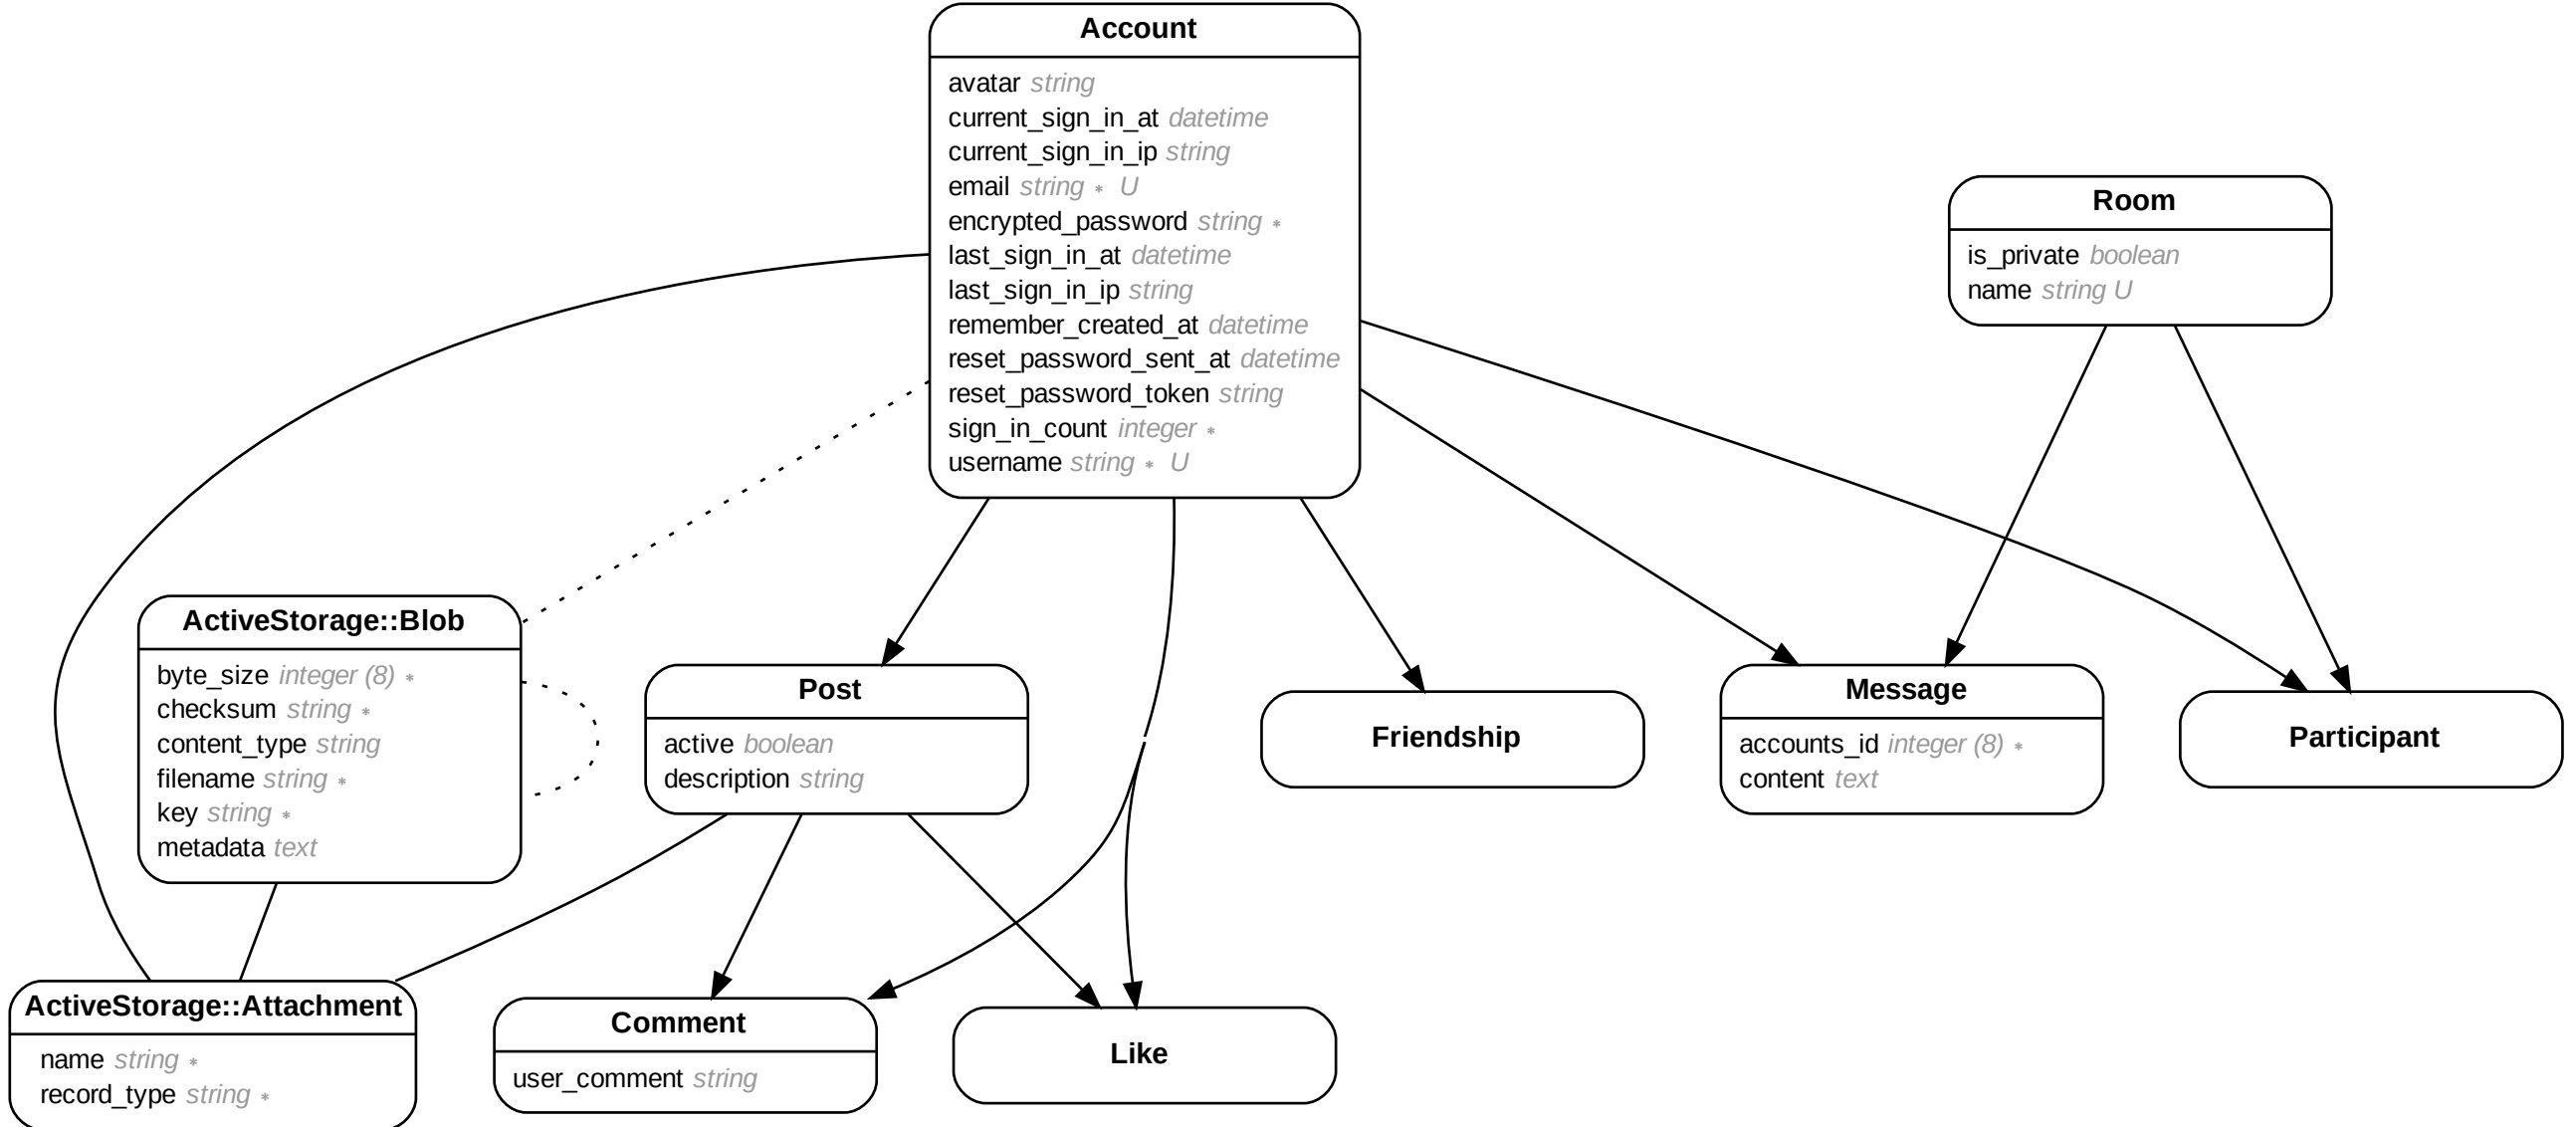 Account
avatar string
current_sign_in_at datetime
current_sign_in_ip string
email string * U
encrypted_password string *
last_sign_in_at datetime
last_sign_in_ip string
remember_created_at datetime
reset_password_sent_at datetime
reset_password_token string
sign_in_count integer *
username string * U
Room
is_private boolean
name string U
ActiveStorage::Blob
byte_size integer (8) *
checksum string *
content_type string
filename string *
key string *
metadata text
Post
active boolean
description string
Friendship
Message
accounts_id integer (8) *
content text
Participant
ActiveStorage::Attachment
name string *
record_type string *
Comment
user_comment string
Like